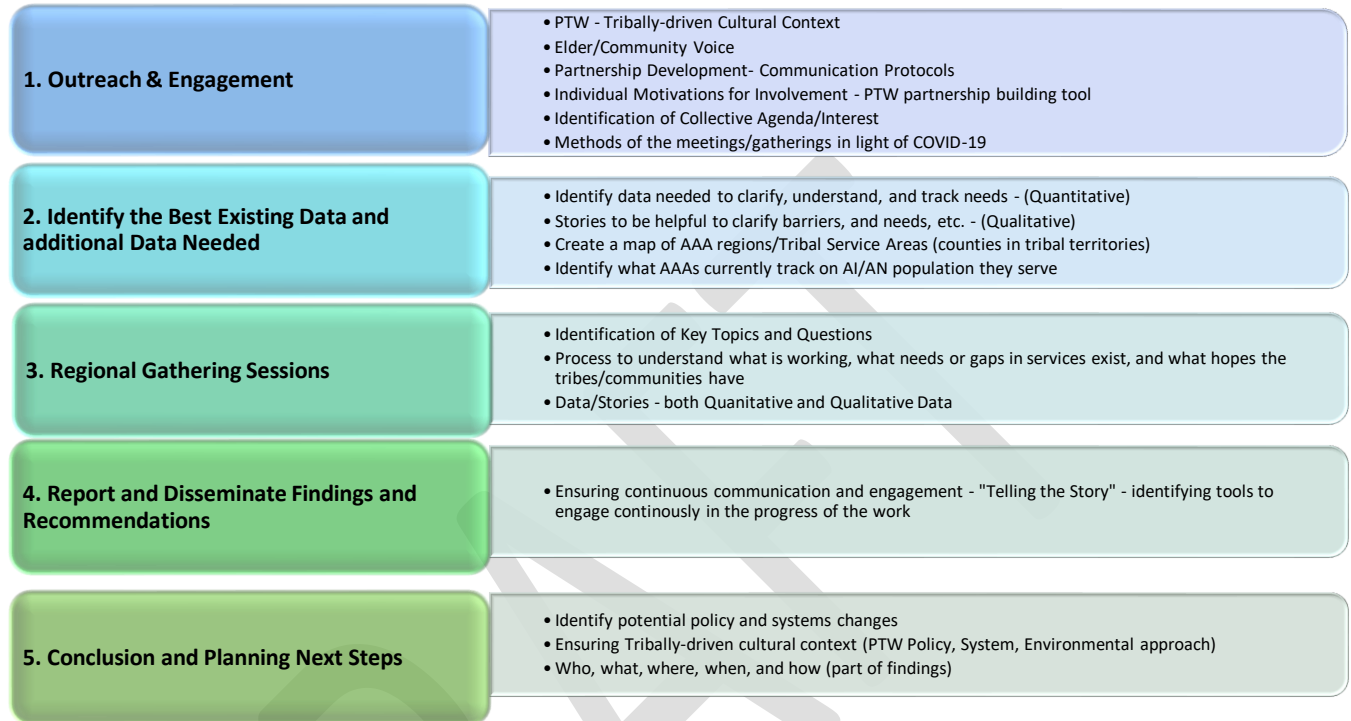 1. Outreach & Engagement
• PTW - Tribally-driven Cultural Context
• Elder/Community Voice
• Partnership Development- Communication Protocols
• Individual Motivations for Involvement - PTW partnership building tool
• Identification of Collective Agenda/Interest
• Methods of the meetings/gatherings in light of COVID-19
2. Identify the Best Existing Data and
additional Data Needed
• Identify data needed to clarify, understand, and track needs - (Quantitative)
• Stories to be helpful to clarify barriers, and needs, etc. - (Qualitative)
• Create a map of AAA regions/Tribal Service Areas (counties in tribal territories)
• Identify what AAAs currently track on AI/AN population they serve
3. Regional Gathering Sessions
• Identification of Key Topics and Questions
• Process to understand what is working, what needs or gaps in services exist, and what hopes the
tribes/communities have
• Data/Stories - both Quanitative and Qualitative Data
4. Report and Disseminate Findings and
Recommendations
• Ensuring continuous communication and engagement - "Telling the Story" - identifying tools to
engage continously in the progress of the work
5. Conclusion and Planning Next Steps
• Identify potential policy and systems changes
• Ensuring Tribally-driven cultural context (PTW Policy, System, Environmental approach)
• Who, what, where, when, and how (part of findings)
DRAFT